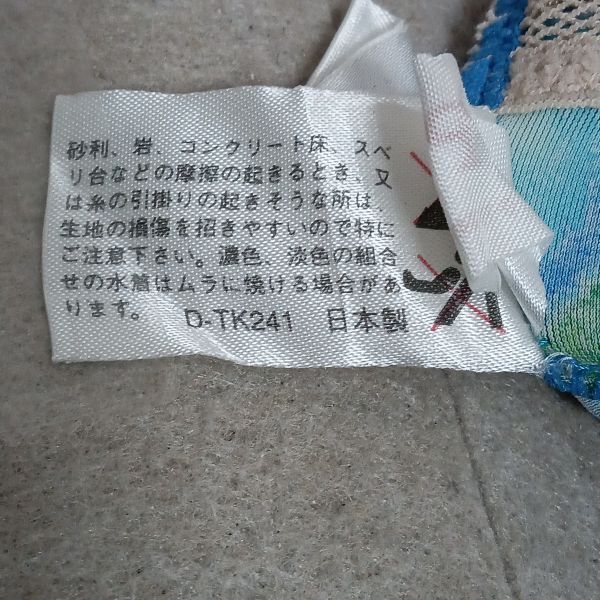 砂利、岩、コンクリート床、スベ
リ台などの摩擦の起きるとき、又
は糸の引掛りの起きそうな所は、
生地の損傷を招きやすいので特に
ご注意下さい。濃色、淡色の組合
せの水着はムラに焼ける場合があ
ります。
D-TK241 日本製